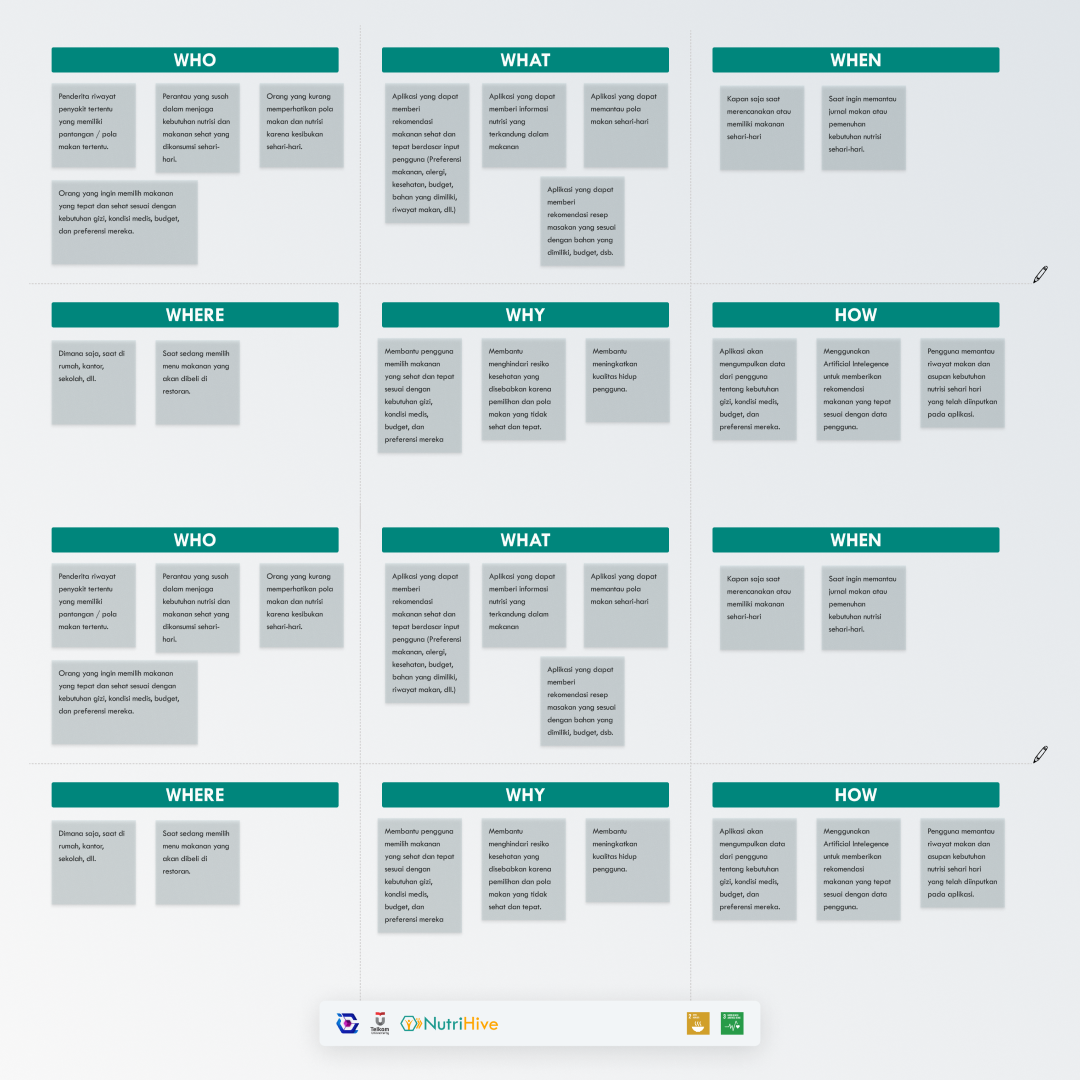 WHO
Penderita riwayat
penyakit tertentu
yang memiliki
pantangan / pola
makan tertentu.
Perantau yang susah
dalam menjaga
kebutuhan nutrisi dan
makanan sehat yang
dikonsumsi sehari-
hari.
Orang yang kurang
memperhatikan pola
makan dan nutrisi
karena kesibukan
sehari-hari.
Orang yang ingin memilih makanan
yang tepat dan sehat sesuai dengan
kebutuhan gizi, kondisi medis, budget,
dan preferensi mereka.
WHAT
Aplikasi yang dapat
memberi
rekomendasi
makanan sehat dan
tepat berdasar input
pengguna (Preferensi
makanan, alergi,
kesehatan, budget,
bahan yang dimiliki,
riwayat makan, dll.)
Aplikasi yang dapat
memberi informasi
nutrisi yang
terkandung dalam
makanan
Aplikasi yang dapat
memantau pola
makan sehari-hari
Aplikasi yang dapat
memberi
rekomendasi resep
masakan yang sesuai
dengan bahan yang
dimiliki, budget, dsb.
WHEN
Kapan saja saat
merencanakan atau
memiliki makanan
sehari-hari
Saat ingin memantau
jurnal makan atau
pemenuhan
kebutuhan nutrisi
sehari-hari.
WHERE
Dimana saja, saat di
rumah, kantor,
sekolah, dll.
Saat sedang memilih
menu makanan yang
akan dibeli di
restoran.
WHY
Membantu pengguna
memilih makanan
yang sehat dan tepat
sesuai dengan
kebutuhan gizi,
kondisi medis,
budget, dan
preferensi mereka
Membantu
menghindari resiko
kesehatan yang
disebabkan karena
pemilihan dan pola
makan yang tidak
sehat dan tepat.
Membantu
meningkatkan
kualitas hidup
pengguna.
HOW
Aplikasi akan
mengumpulkan data
dari pengguna
tentang kebutuhan
gizi, kondisi medis,
budget, dan
preferensi mereka.
Menggunakan
Artificial Intelegence
untuk memberikan
rekomendasi
makanan yang tepat
sesuai dengan data
pengguna.
Pengguna memantau
riwayat makan dan
asupan kebutuhan
nutrisi sehari hari
yang telah diinputkan
pada aplikasi.
WHO
Penderita riwayat
penyakit tertentu
yang memiliki
pantangan / pola
makan tertentu.
Perantau yang susah
dalam menjaga
kebutuhan nutrisi dan
makanan sehat yang
dikonsumsi sehari-
hari.
Orang yang kurang
memperhatikan pola
makan dan nutrisi
karena kesibukan
sehari-hari.
Orang yang ingin memilih makanan
yang tepat dan sehat sesuai dengan
kebutuhan gizi, kondisi medis, budget,
dan preferensi mereka.
WHAT
Aplikasi yang dapat
memberi
rekomendasi
makanan sehat dan
tepat berdasar input
pengguna (Preferensi
makanan, alergi,
kesehatan, budget,
bahan yang dimiliki,
riwayat makan, dll.)
Aplikasi yang dapat
memberi informasi
nutrisi yang
terkandung dalam
makanan
Aplikasi yang dapat
memantau pola
makan sehari-hari
Aplikasi yang dapat
memberi
rekomendasi resep
masakan yang sesuai
dengan bahan yang
dimiliki, budget, dsb.
WHEN
Kapan saja saat
merencanakan atau
memiliki makanan
sehari-hari
Saat ingin memantau
jurnal makan atau
pemenuhan
kebutuhan nutrisi
sehari-hari.
WHERE
Dimana saja, saat di
rumah, kantor,
sekolah, dll.
Saat sedang memilih
menu makanan yang
akan dibeli di
restoran.
WHY
Membantu pengguna
memilih makanan
yang sehat dan tepat
sesuai dengan
kebutuhan gizi,
kondisi medis,
budget, dan
preferensi mereka
Membantu
menghindari resiko
kesehatan yang
disebabkan karena
pemilihan dan pola
makan yang tidak
sehat dan tepat.
Membantu
meningkatkan
kualitas hidup
pengguna.
HOW
Aplikasi akan
mengumpulkan data
dari pengguna
tentang kebutuhan
gizi, kondisi medis,
budget, dan
preferensi mereka.
Menggunakan
Artificial Intelegence
untuk memberikan
rekomendasi
makanan yang tepat
sesuai dengan data
pengguna.
Pengguna memantau
riwayat makan dan
asupan kebutuhan
nutrisi sehari hari
yang telah diinputkan
pada aplikasi.
Telkom
University
NutriHive